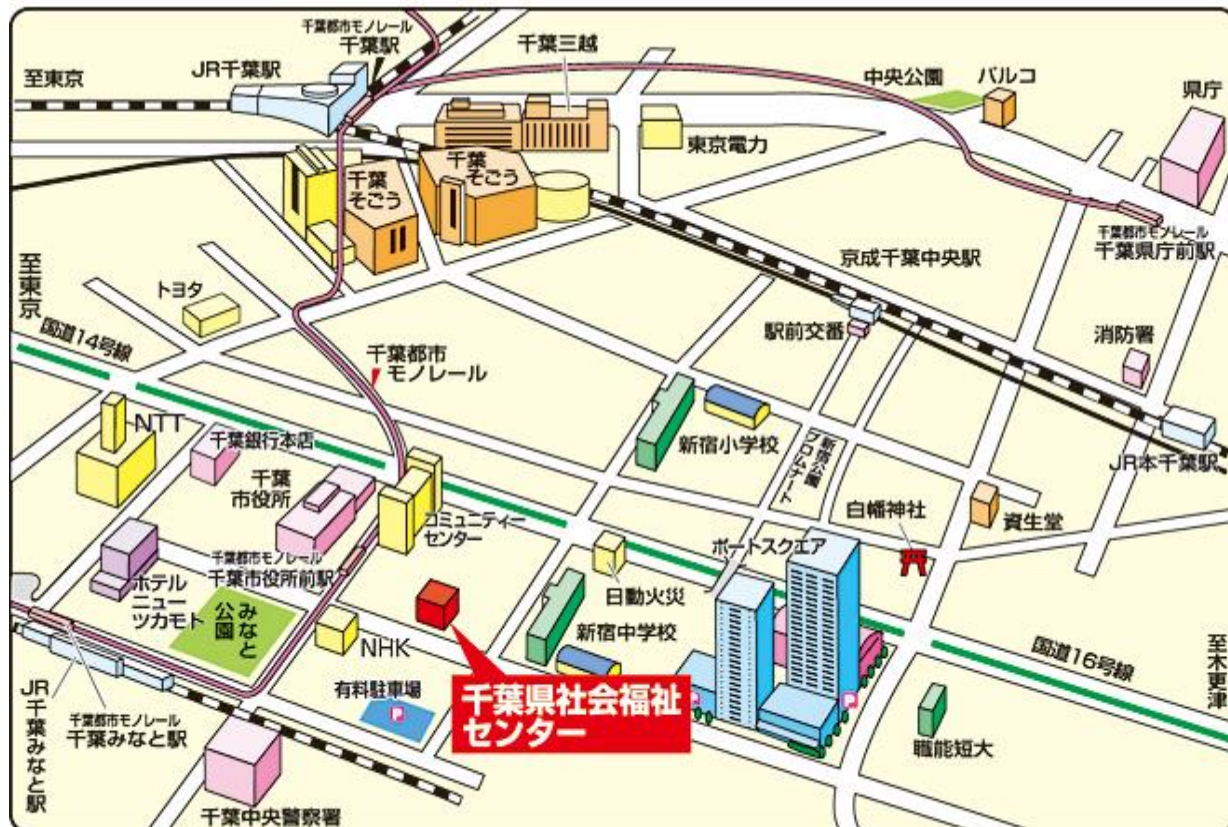 千葉都市モノレール
千葉駅
JR千葉駅
至東京
千葉三越
中央公園
パルコ
県庁
東京電力
千葉
そごう
千葉
そごう
千葉都市モノレール
千葉県庁前駅
京成千葉中央駅
至東京
トヨタ
駅前交番
消防署
国道14号線
千葉都市
モノレール
NTT
千葉銀行本店
新宿小学校
新宿公園
プロムナード
JR本千葉駅
千葉
市役所
コミュニティー
センター
白幡神社
資生堂
ポートスクエア
千葉都市モノレール
千葉市役所前駅
ホテル
ニュー
ツカモト
みなと
公園
日動火災
新宿中学校
NHK
国道16号線
至木更津
千葉県社会福祉
センター
有料駐車場
P
P
P
JR千葉みなと駅
千葉都市モノレール
千葉みなと駅
職能短大
千葉中央警察署